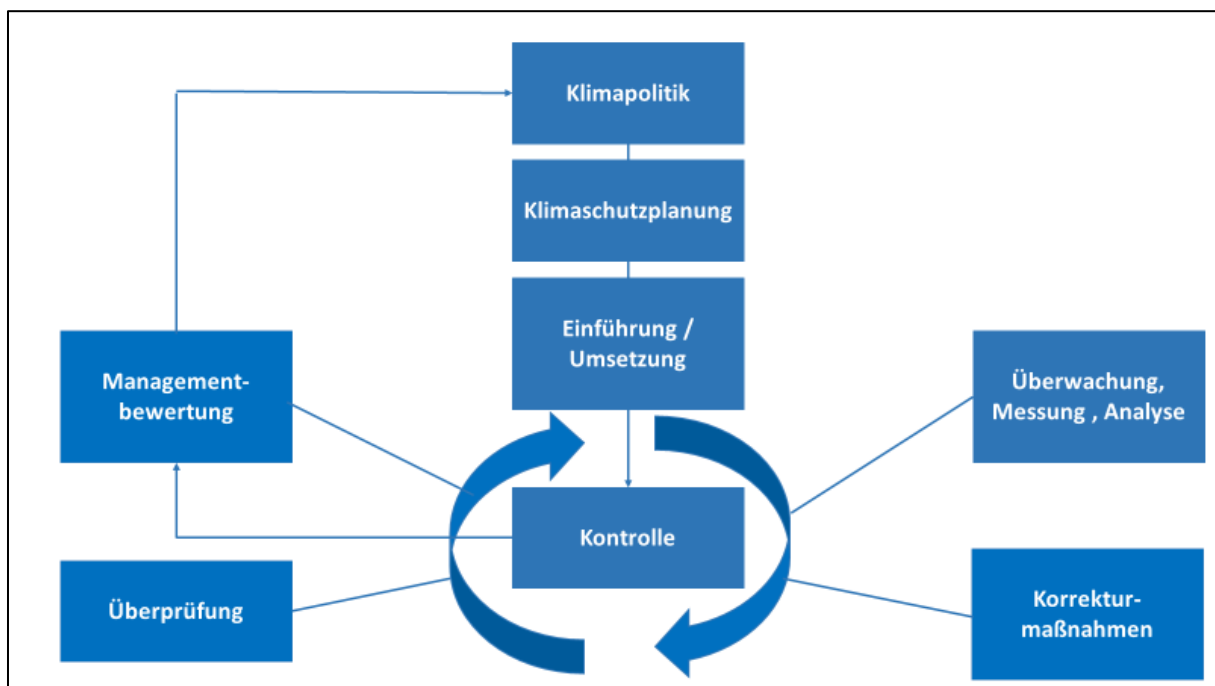 Klimapolitik
Klimaschutzplanung
Einführung /
Umsetzung
Management-
bewertung
Überwachung,
Messung , Analyse
Kontrolle
Überprüfung
Korrektur-
maßnahmen